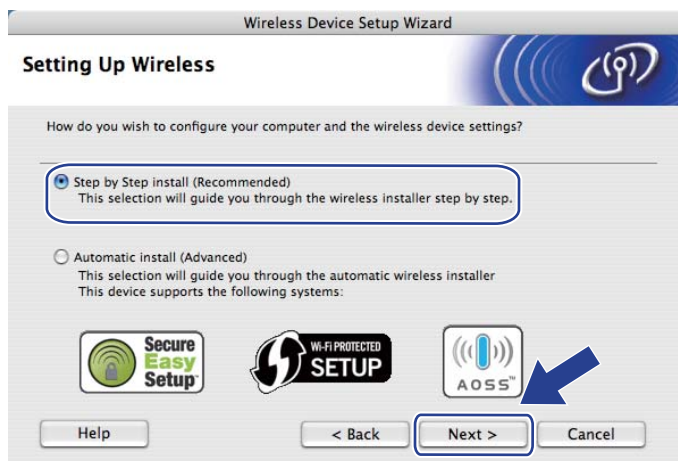 Wireless Device Setup Wizard
Setting Up Wireless
How do you wish to configure your computer and the wireless device settings?
Step by Step install (Recommended)
This selection will guide you through the wireless installer step by step.
Automatic install (Advanced)
This selection will guide you through the automatic wireless installer
This device supports the following systems:
Secure
Easy
Setup
Wi-Fi PROTECTED
SETUP
AOSS™
Help
< Back
Next >
Cancel